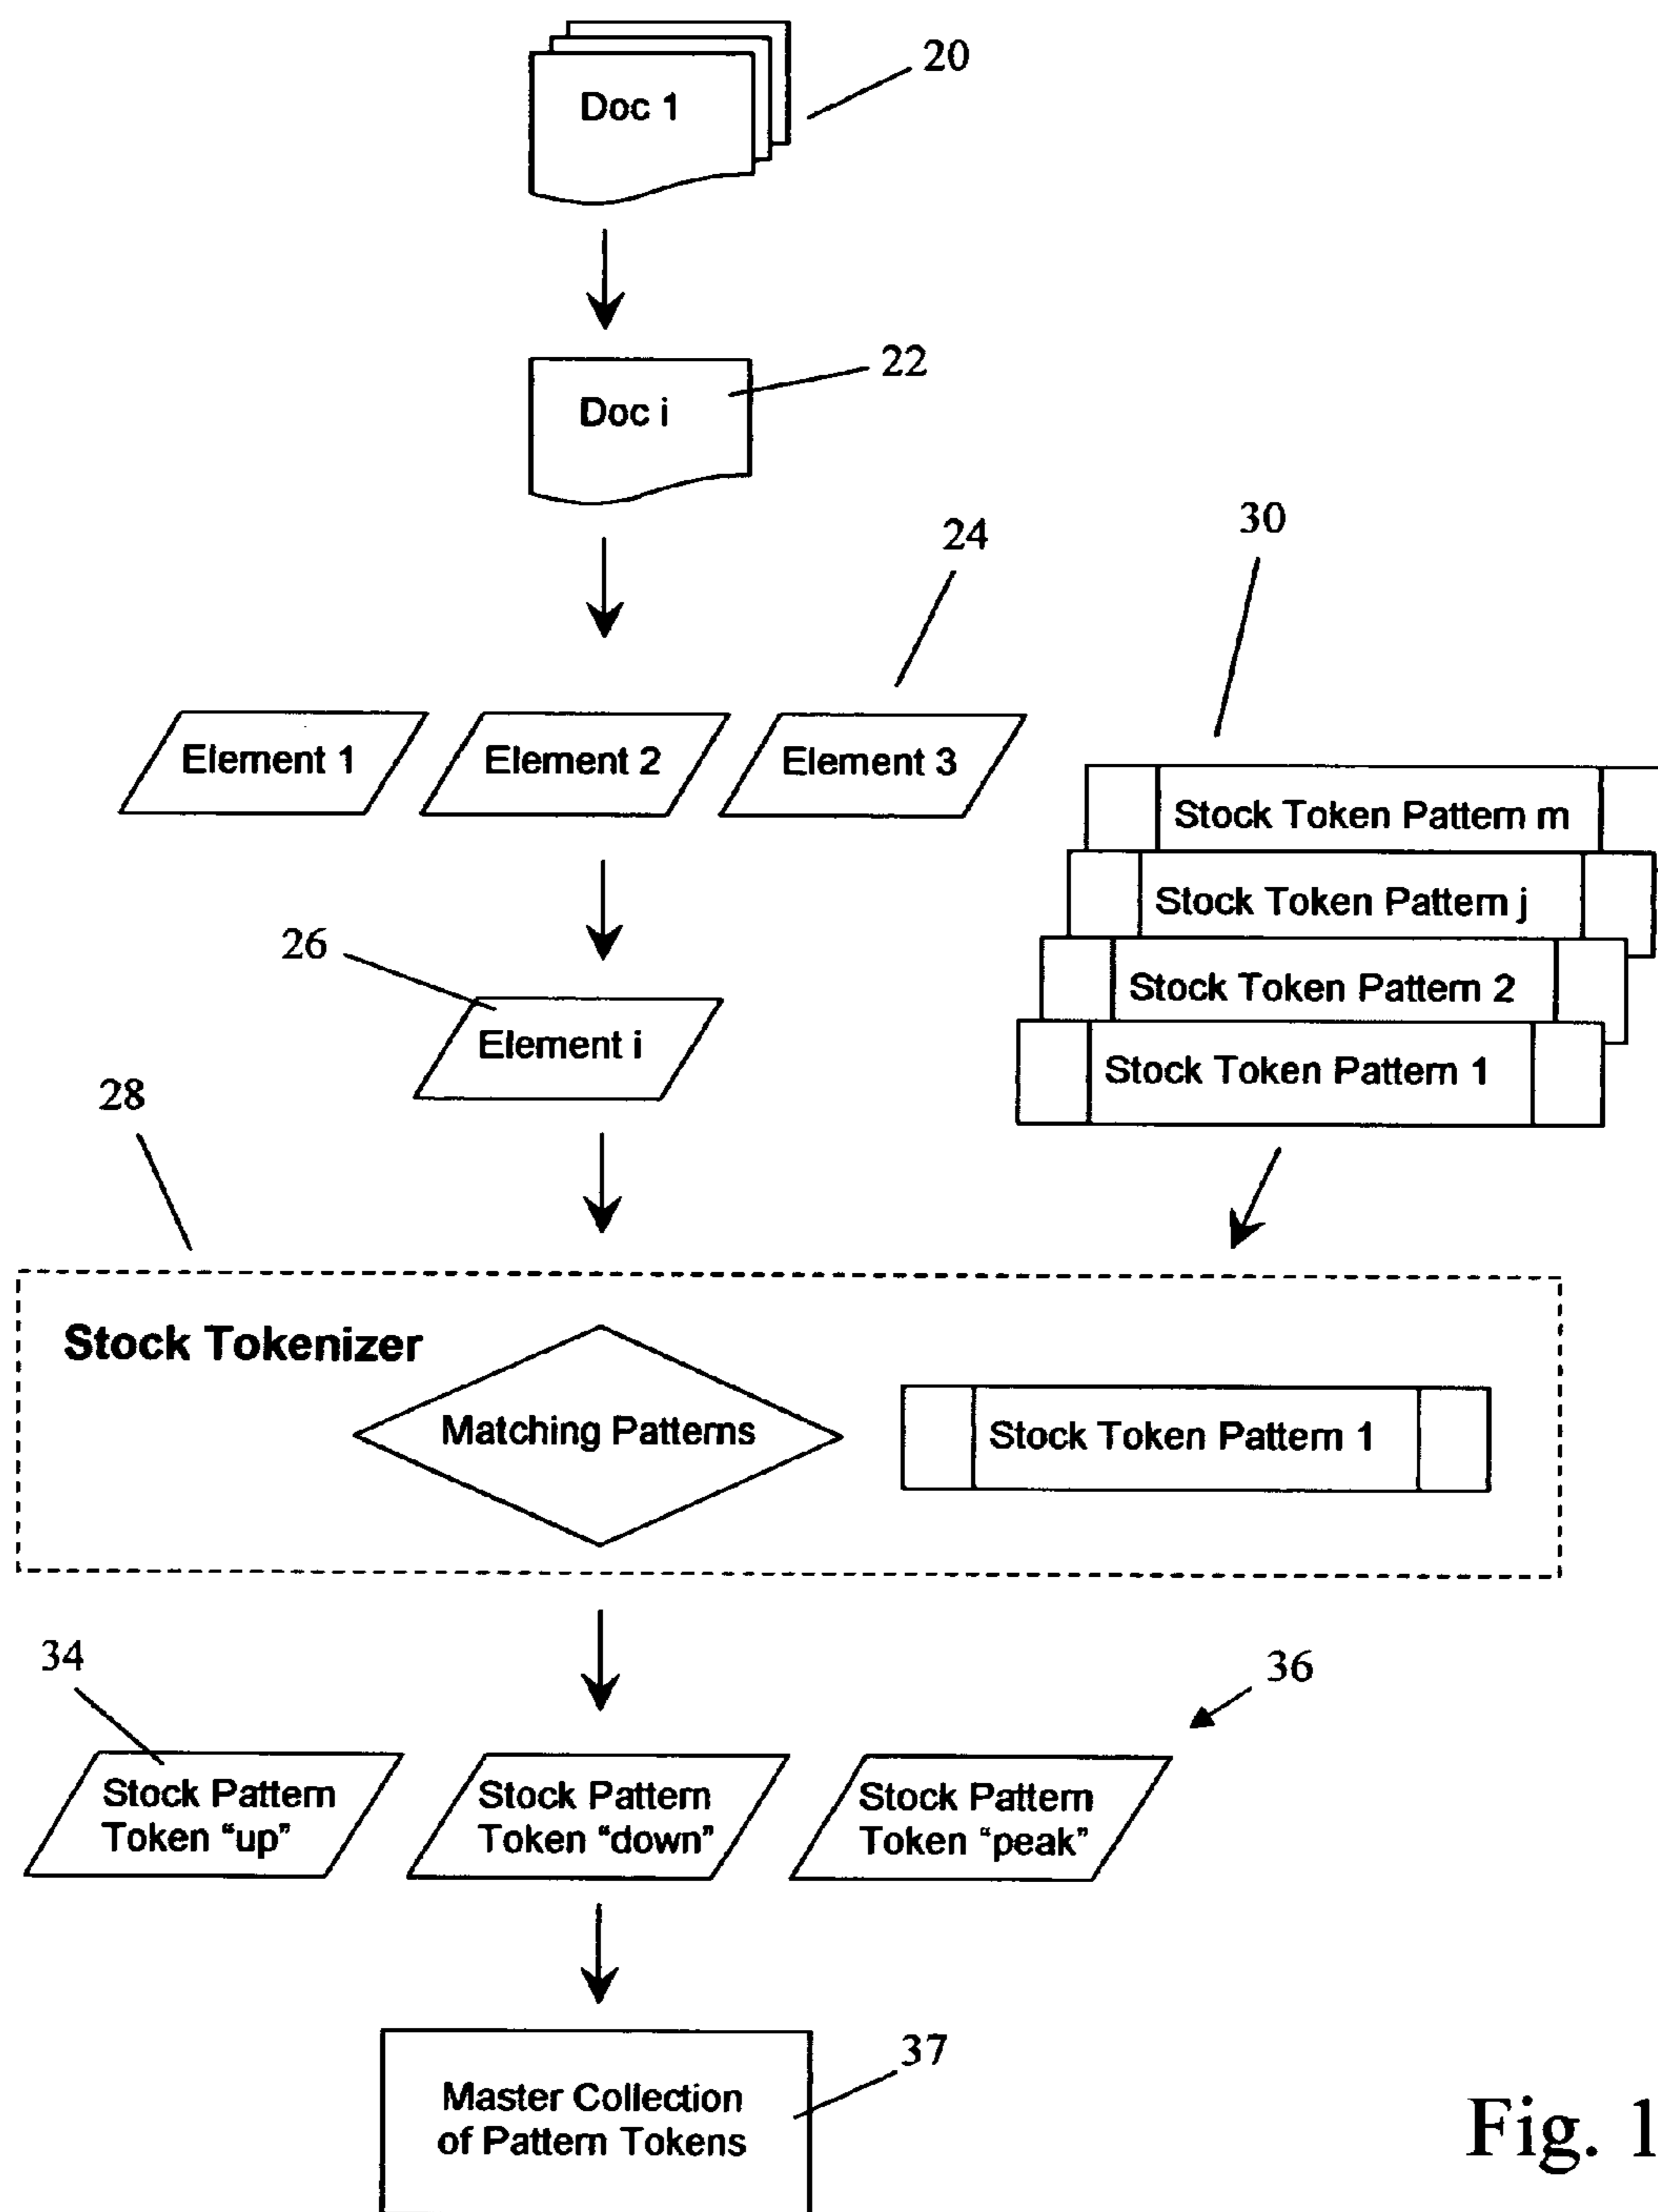 20
Doc 1
22
Doc i
24
30
Element 1
Element 2
Element 3
Stock Token Pattern m
Stock Token Pattern j
26
Stock Token Pattern 2
Element i
Stock Token Pattern 1
28
Stock Tokenizer
Matching Patterns
Stock Token Pattern 1
34
36
Stock Pattern
Token “up”
Stock Pattern
Token “down”
Stock Pattern
Token “peak”
37
Master Collection
of Pattern Tokens
Fig. 1